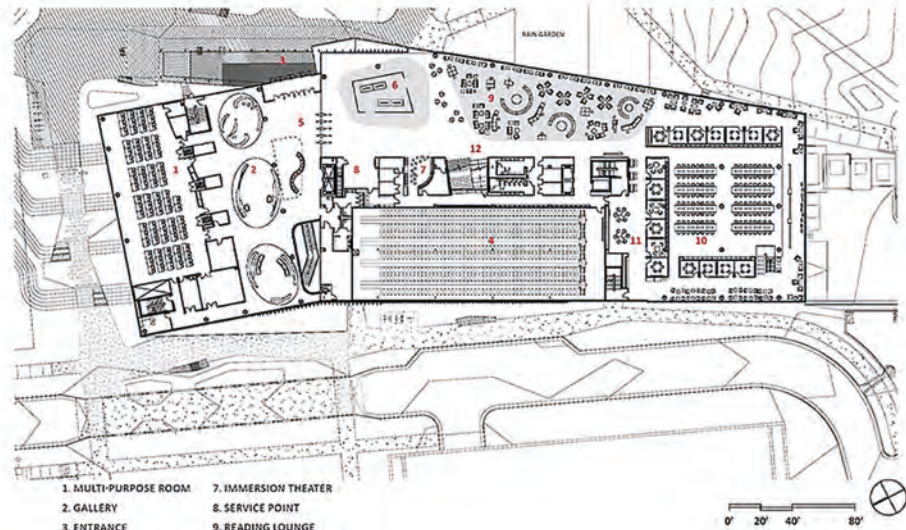 RAIN GARDEN
3
6
9
5
12
1
2
8
7
4
11
10
1. MULTI-PURPOSE ROOM
2. GALLERY
3. ENTRANCE
7. IMMERSION THEATER
8. SERVICE POINT
9. READING LOUNGE
0' 20' 40' 80'